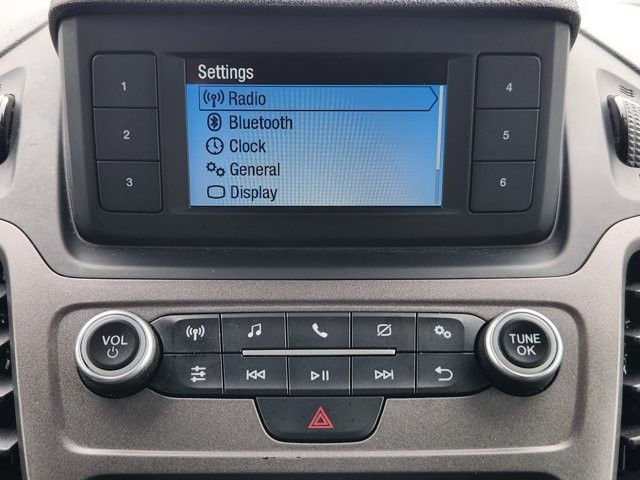 Settings
Radio
Bluetooth
Clock
General
Display
1
2
3
4
5
6
VOL
TUNE
OK